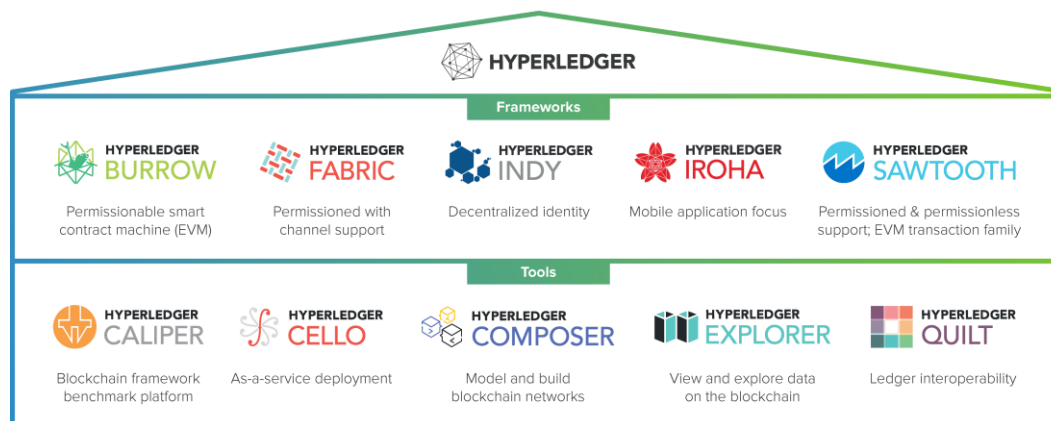 HYPERLEDGER
Frameworks
HYPERLEDGER
BURROW
Permissionable smart
contract machine (EVM)
HYPERLEDGER
FABRIC
Permissioned with
channel support
HYPERLEDGER
INDY
Decentralized identity
HYPERLEDGER
IROHA
Mobile application focus
HYPERLEDGER
SAWTOOTH
Permissioned & permissionless
support; EVM transaction family
Tools
HYPERLEDGER
CALIPER
Blockchain framework
benchmark platform
HYPERLEDGER
CELLO
As-a-service deployment
HYPERLEDGER
COMPOSER
Model and build
blockchain networks
HYPERLEDGER
EXPLORER
View and explore data
on the blockchain
HYPERLEDGER
QUILT
Ledger interoperability